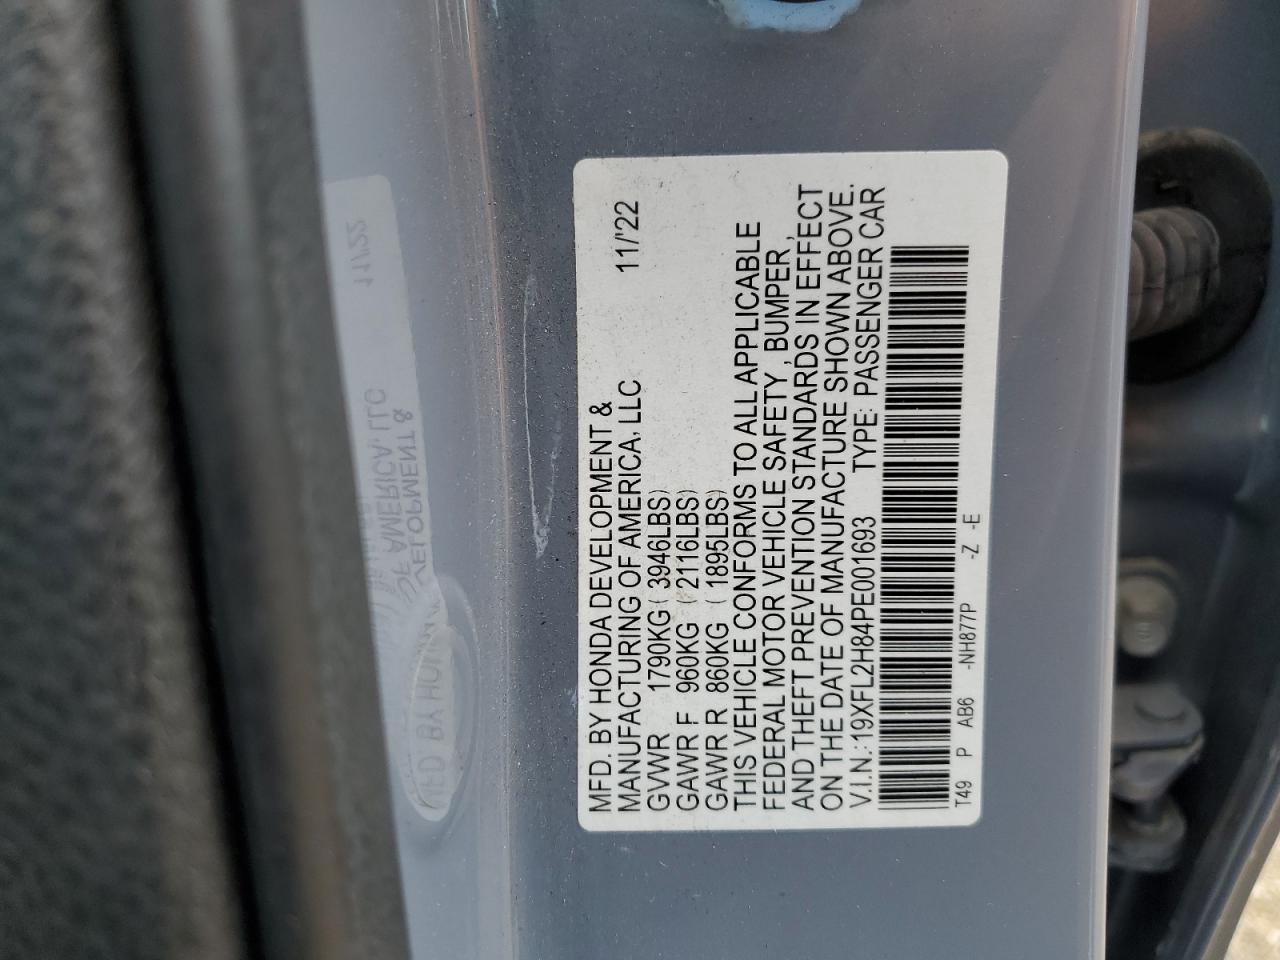 MFD. BY HONDA DEVELOPMENT &
MANUFACTURING OF AMERICA, LLC 11/'22
GVWR 1790KG ( 3946LBS)
GAWR F 960KG ( 2116LBS)
GAWR R 860KG ( 1895LBS)
THIS VEHICLE CONFORMS TO ALL APPLICABLE
FEDERAL MOTOR VEHICLE SAFETY , BUMPER ,
AND THEFT PREVENTION STANDARDS IN EFFECT
ON THE DATE OF MANUFACTURE SHOWN ABOVE.
V.I.N.:19XFL2H84PE001693 TYPE: PASSENGER CAR
T49 P AB6 -NH877P -Z -E